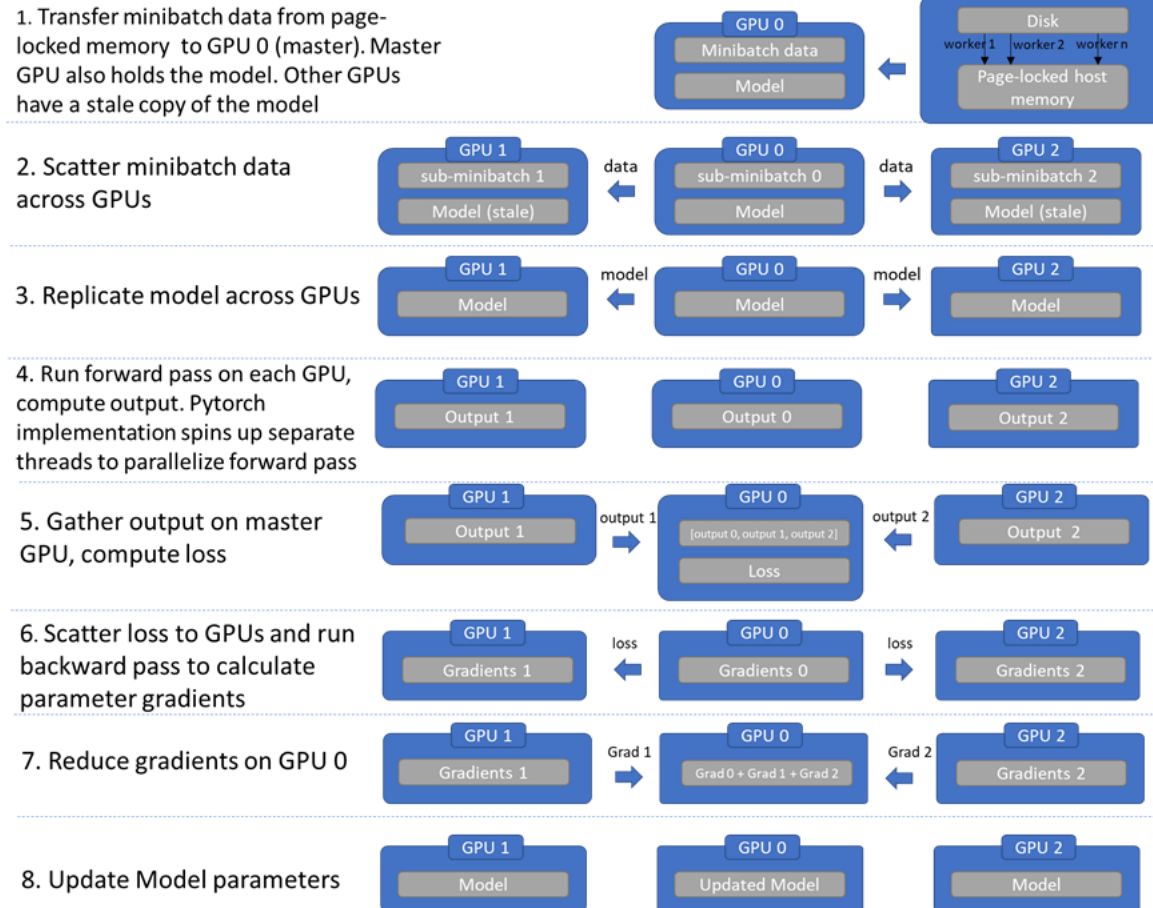 1. Transfer minibatch data from page-
locked memory to GPU 0 (master). Master
GPU also holds the model. Other GPUs
have a stale copy of the model
GPU 0
Minibatch data
Model
Disk
worker 1
worker 2
worker n
Page-locked host
memory
2. Scatter minibatch data
across GPUs
GPU 1
sub-minibatch 1
Model (stale)
data
GPU 0
sub-minibatch 0
Model
data
GPU 2
sub-minibatch 2
Model (stale)
3. Replicate model across GPUs
GPU 1
Model
model
GPU 0
Model
model
GPU 2
Model
4. Run forward pass on each GPU,
compute output. Pytorch
implementation spins up separate
threads to parallelize forward pass
GPU 1
Output 1
GPU 0
Output 0
GPU 2
Output 2
5. Gather output on master
GPU, compute loss
GPU 1
Output 1
output 1
GPU 0
[output 0, output 1, output 2]
Loss
output 2
GPU 2
Output 2
6. Scatter loss to GPUs and run
backward pass to calculate
parameter gradients
GPU 1
Gradients 1
loss
GPU 0
Gradients 0
loss
GPU 2
Gradients 2
7. Reduce gradients on GPU 0
GPU 1
Gradients 1
Grad 1
GPU 0
Grad 0 + Grad 1 + Grad 2
Grad 2
GPU 2
Gradients 2
8. Update Model parameters
GPU 1
Model
GPU 0
Updated Model
GPU 2
Model